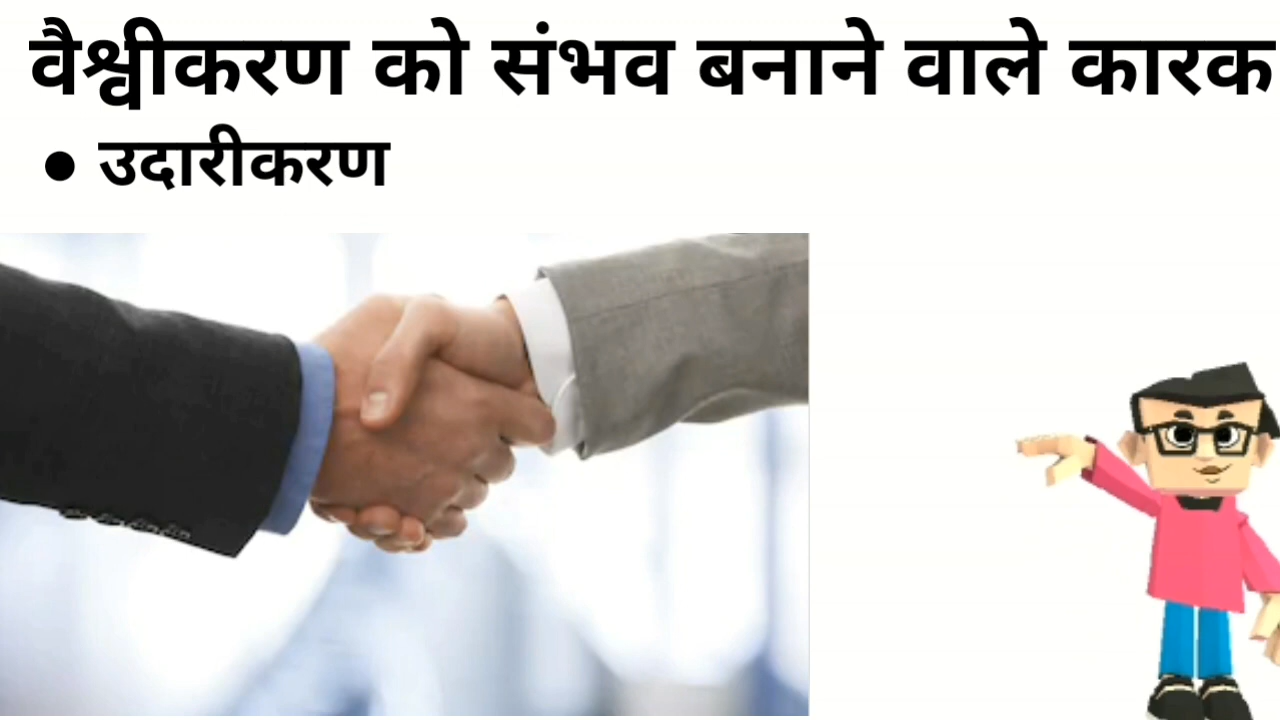 वैश्वीकरण को संभव बनाने वाले कारक
• उदारीकरण